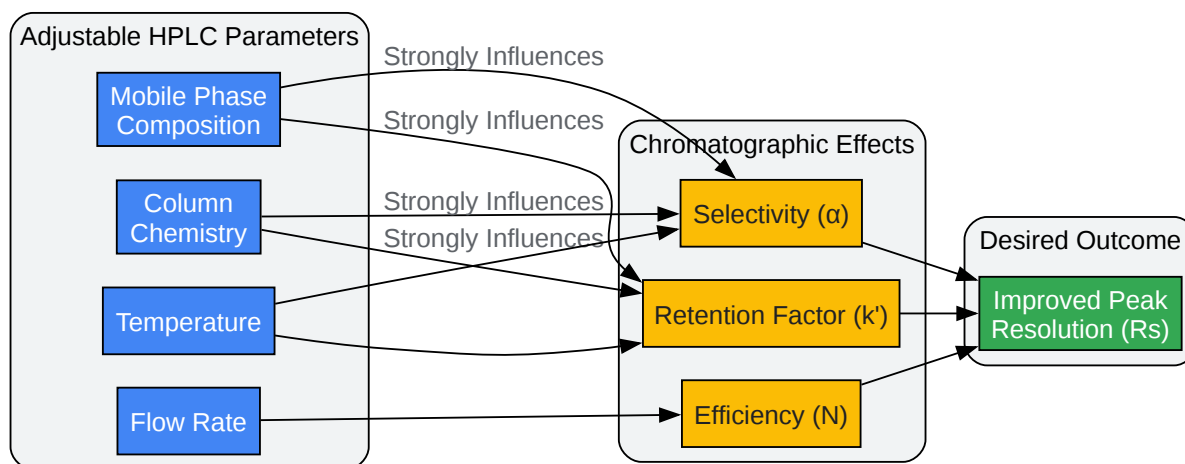 Adjustable HPLC Parameters
Mobile Phase
Composition
Column
Chemistry
Temperature
Flow Rate
Strongly Influences
Strongly Influences
Strongly Influences
Strongly Influences
Chromatographic Effects
Selectivity (α)
Retention Factor (k')
Efficiency (N)
Desired Outcome
Improved Peak
Resolution (Rs)